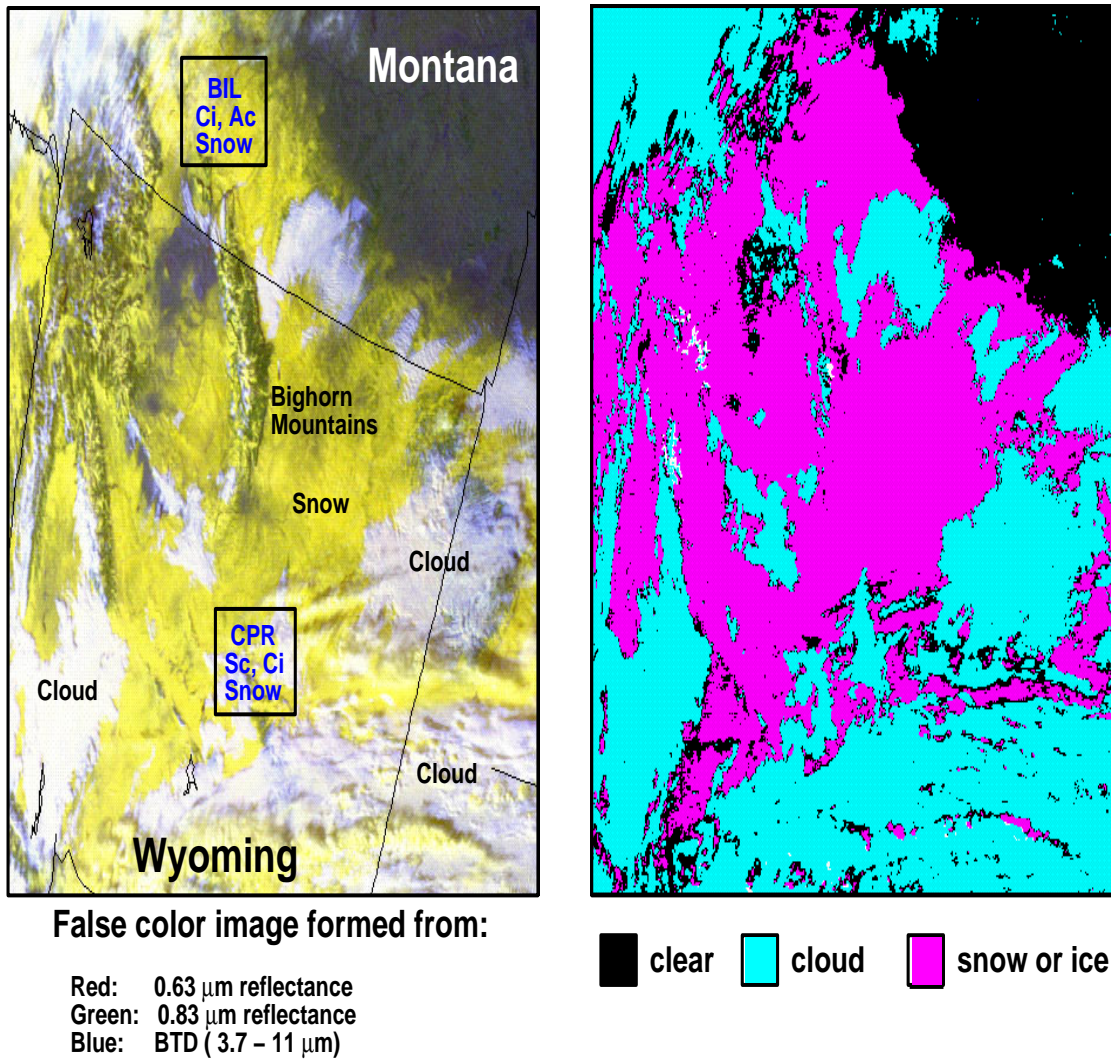 Montana
BIL
Ci, Ac
Snow
Bighorn
Mountains
Snow
Cloud
CPR
Sc, Ci
Snow
Cloud
Cloud
Wyoming
False color image formed from:
Red: 0.63 μm reflectance
Green: 0.83 μm reflectance
Blue: BTD ( 3.7 – 11 μm)
clear
cloud
snow or ice